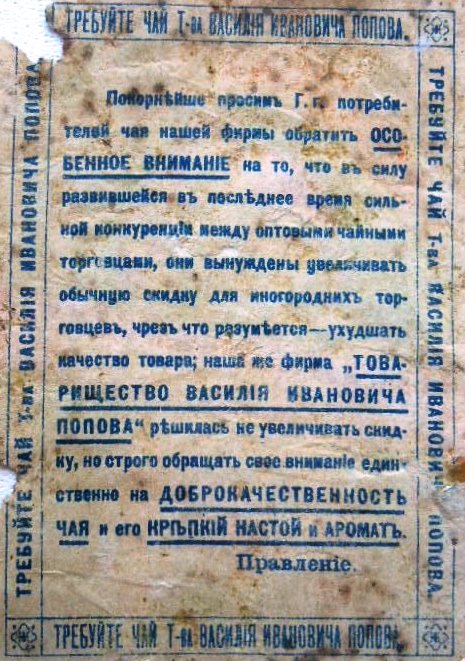 ТРЕБУЙТЕ ЧАЙ Т-ва ВАСИЛІЯ ИВАНОВИЧА ПОПОВА.
ТРЕБУЙТЕ ЧАЙ Т-ва ВАСИЛІЯ ИВАНОВИЧА ПОПОВА
Покорнѣйше просимъ Г.г. потреби-
телей чая нашей фирмы обратить ОСО-
БЕННОЕ ВНИМАНІЕ на то, что въ силу
развившейся въ послѣднее время силь-
ной конкуренціи между оптовыми чайными
торговцами, они вынуждены увеличивать
обычную скидку для иногороднихъ тор-
говцевъ, чрезъ что разумѣется—ухудшать
качество товара; наша же фирма „ТОВА-
РИЩЕСТВО ВАСИЛІЯ ИВАНОВИЧА
ПОПОВА“ рѣшилась не увеличивать скид-
ку, но строго обращать свое вниманіе един-
ственно на ДОБРОКАЧЕСТВЕННОСТЬ
ЧАЯ и его КРѢПКІЙ НАСТОЙ и АРОМАТЪ.
Правленіе.
ТРЕБУЙТЕ ЧАЙ Т-ва ВАСИЛІЯ ИВАНОВИЧА ПОПОВА.
ТРЕБУЙТЕ ЧАЙ Т-ва ВАСИЛІЯ ИВАНОВИЧА ПОПОВА.